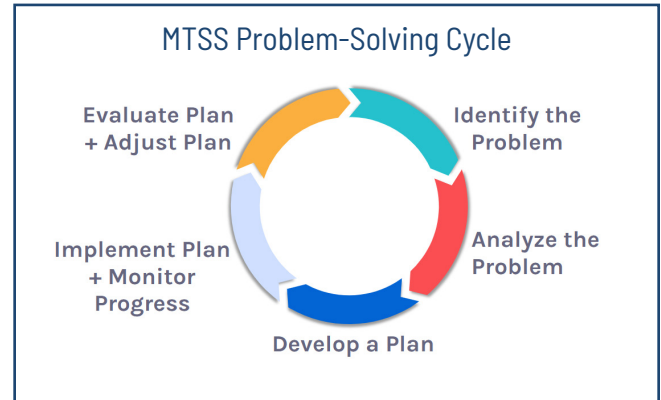 MTSS Problem-Solving Cycle
Evaluate Plan
+ Adjust Plan
Identify the
Problem
Implement Plan
+ Monitor
Progress
Analyze the
Problem
Develop a Plan